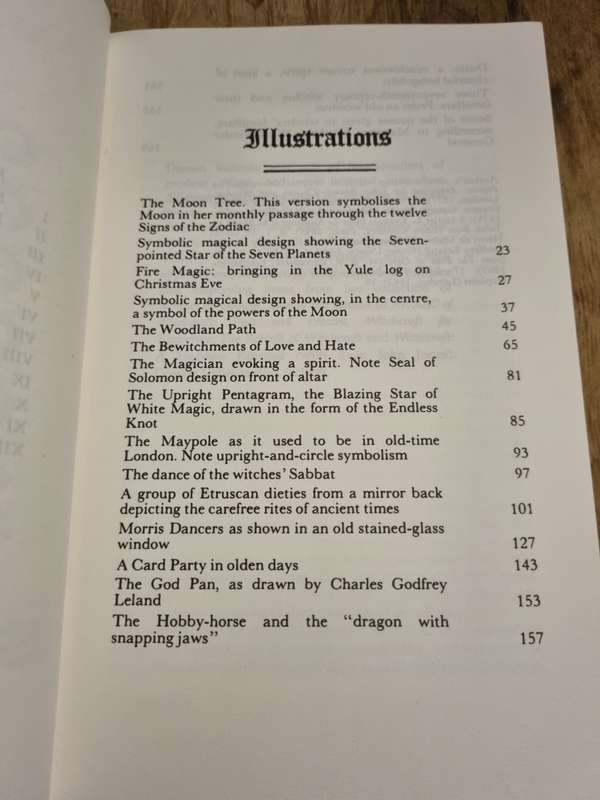 Illustrations
The Moon Tree. This version symbolises the
Moon in her monthly passage through the twelve
Signs of the Zodiac
Symbolic magical design showing the Seven-
pointed Star of the Seven Planets 23
Fire Magic: bringing in the Yule log on
Christmas Eve 27
Symbolic magical design showing, in the centre,
a symbol of the powers of the Moon 37
The Woodland Path 45
The Bewitchments of Love and Hate 65
The Magician evoking a spirit. Note Seal of
Solomon design on front of altar 81
The Upright Pentagram, the Blazing Star of
White Magic, drawn in the form of the Endless
Knot 85
The Maypole as it used to be in old-time
London. Note upright-and-circle symbolism 93
The dance of the witches' Sabbat 97
A group of Etruscan dieties from a mirror back
depicting the carefree rites of ancient times 101
Morris Dancers as shown in an old stained-glass
window 127
A Card Party in olden days 143
The God Pan, as drawn by Charles Godfrey
Leland 153
The Hobby-horse and the "dragon with
snapping jaws" 157